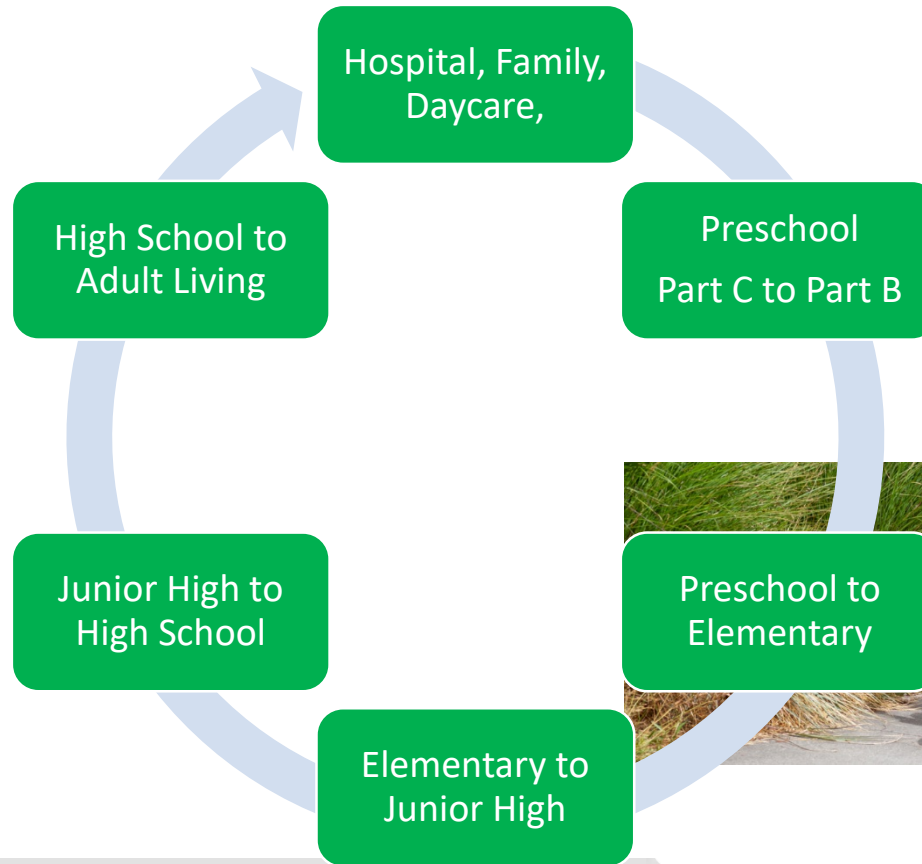 Hospital, Family,
Daycare,
Preschool
Part C to Part B
Preschool to
Elementary
Elementary to
Junior High
Junior High to
High School
High School to
Adult Living